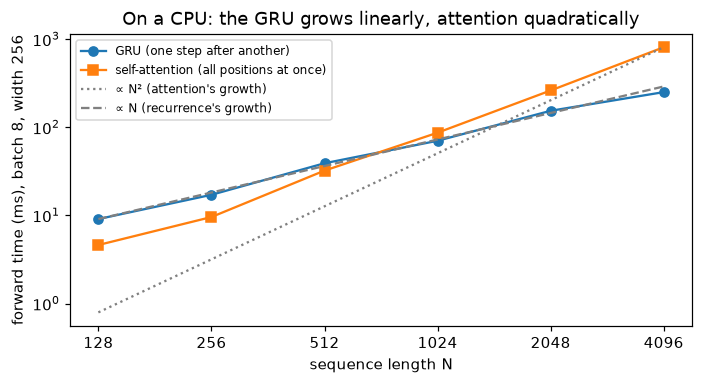 On a CPU: the GRU grows linearly, attention quadratically
forward time (ms), batch 8, width 256
10³
10²
10¹
10⁰
GRU (one step after another)
self-attention (all positions at once)
∝ N² (attention's growth)
∝ N (recurrence's growth)
128 256 512 1024 2048 4096
sequence length N